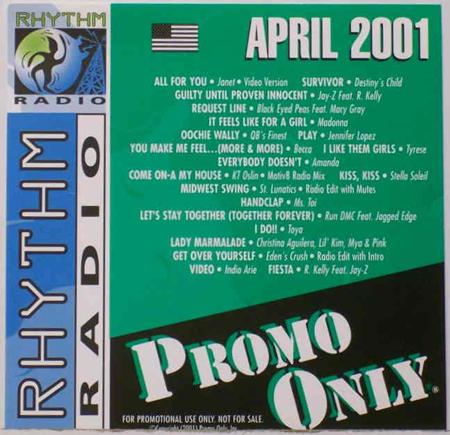 RHYTHM
RADIO
APRIL 2001
ALL FOR YOU • Janet • Video Version SURVIVOR • Destiny's Child
GUILTY UNTIL PROVEN INNOCENT • Jay-Z Feat. R. Kelly
REQUEST LINE • Black Eyed Peas Feat. Macy Gray
IT FEELS LIKE FOR A GIRL • Madonna
OOCHIE WALLY • QB's Finest PLAY • Jennifer Lopez
YOU MAKE ME FEEL...(MORE & MORE) • Becca I LIKE THEM GIRLS • Tyrese
EVERYBODY DOESN'T • Amanda
COME ON-A MY HOUSE • KT Oslin • Mativ8 Radio Mix KISS, KISS • Stella Soleil
MIDWEST SWING • St. Lunatics • Radio Edit with Mutes
HANDCLAP • Ms. Toi
LET'S STAY TOGETHER (TOGETHER FOREVER) • Run DMC Feat. Jagged Edge
I DO!! • Toya
LADY MARMALADE • Christina Aguilera, Lil' Kim, Mya & Pink
GET OVER YOURSELF • Eden's Crush • Radio Edit with Intro
VIDEO • India Arie FIESTA • R. Kelly Feat. Jay-Z
RHYTHM
RADIO
PROMO
ONLY®
FOR PROMOTIONAL USE ONLY. NOT FOR SALE.
©Copyright (2001) Promo Only, Inc.